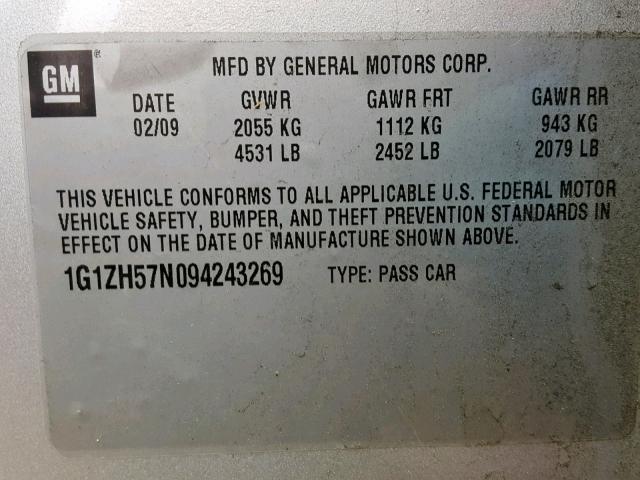 GM®
MFD BY GENERAL MOTORS CORP.
DATE GVWR GAWR FRT GAWR RR
02/09 2055 KG 1112 KG 943 KG
4531 LB 2452 LB 2079 LB
THIS VEHICLE CONFORMS TO ALL APPLICABLE U.S. FEDERAL MOTOR
VEHICLE SAFETY, BUMPER, AND THEFT PREVENTION STANDARDS IN
EFFECT ON THE DATE OF MANUFACTURE SHOWN ABOVE.
1G1ZH57N094243269 TYPE: PASS CAR